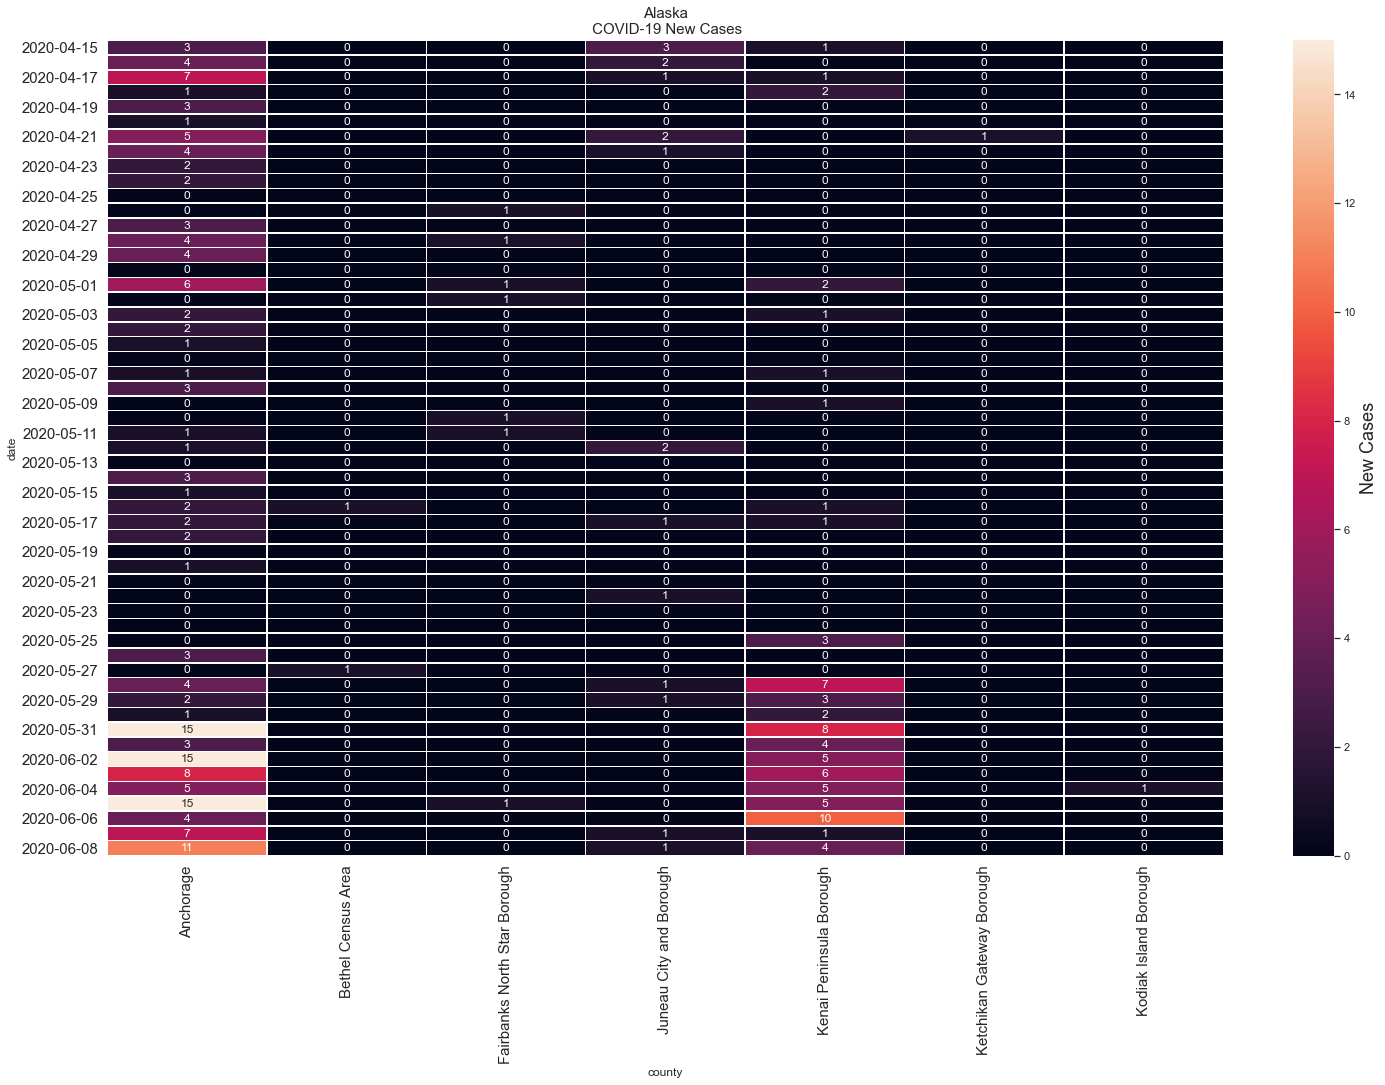 Alaska
COVID-19 New Cases
2020-04-15 3 0 0 3 1 0 0
4 0 0 2 0 0 0
2020-04-17 7 0 0 1 1 0 0
1 0 0 0 2 0 0
2020-04-19 3 0 0 0 0 0 0
1 0 0 0 0 0 0
2020-04-21 5 0 0 2 0 1 0
4 0 0 1 0 0 0
2020-04-23 2 0 0 0 0 0 0
2 0 0 0 0 0 0
2020-04-25 0 0 0 0 0 0 0
0 0 1 0 0 0 0
2020-04-27 3 0 0 0 0 0 0
4 0 1 0 0 0 0
2020-04-29 4 0 0 0 0 0 0
0 0 0 0 0 0 0
2020-05-01 6 0 1 0 2 0 0
0 0 1 0 0 0 0
2020-05-03 2 0 0 0 1 0 0
2 0 0 0 0 0 0
2020-05-05 1 0 0 0 0 0 0
0 0 0 0 0 0 0
2020-05-07 1 0 0 0 1 0 0
3 0 0 0 0 0 0
2020-05-09 0 0 0 0 1 0 0
0 0 1 0 0 0 0
2020-05-11 1 0 1 0 0 0 0
1 0 0 2 0 0 0
2020-05-13 0 0 0 0 0 0 0
3 0 0 0 0 0 0
2020-05-15 1 0 0 0 0 0 0
2 1 0 0 1 0 0
2020-05-17 2 0 0 1 1 0 0
2 0 0 0 0 0 0
2020-05-19 0 0 0 0 0 0 0
1 0 0 0 0 0 0
2020-05-21 0 0 0 0 0 0 0
0 0 0 1 0 0 0
2020-05-23 0 0 0 0 0 0 0
0 0 0 0 0 0 0
2020-05-25 0 0 0 0 3 0 0
3 0 0 0 0 0 0
2020-05-27 0 1 0 0 0 0 0
4 0 0 1 7 0 0
2020-05-29 2 0 0 1 3 0 0
1 0 0 0 2 0 0
2020-05-31 15 0 0 0 8 0 0
3 0 0 0 4 0 0
2020-06-02 15 0 0 0 5 0 0
8 0 0 0 6 0 0
2020-06-04 5 0 0 0 5 0 1
15 0 1 0 5 0 0
2020-06-06 4 0 0 0 10 0 0
7 0 0 1 1 0 0
2020-06-08 11 0 0 1 4 0 0
date
Anchorage
Bethel Census Area
Fairbanks North Star Borough
Juneau City and Borough
Kenai Peninsula Borough
Ketchikan Gateway Borough
Kodiak Island Borough
county
14
12
10
8
6
4
2
0
New Cases